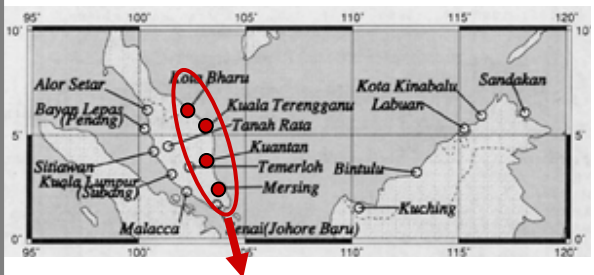 95° 100° 105° 110° 115° 120°
10° 10°
Kota Bharu
Alor Setar
Kota Kinabalu Sandakan
Bayan Lepas Kuala Terengganu
Labuan
(Penang) Tanah Rata
5° 5°
Kuantan
Sitiawan Temerloh Bintulu
Kuala Lumpur
(Subang) Mersing
Kuching
Malacca Senai(Johore Baru)
0° 0°
95° 100° 105° 110° 115° 120°